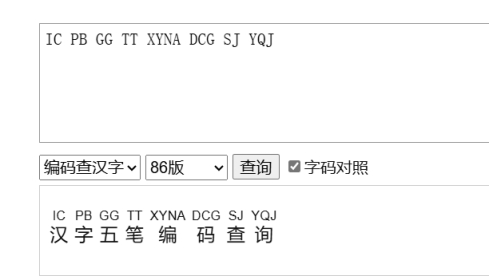 IC PB GG TT XYNA DCG SJ YQJ
编码查汉字 86版 查询 字码对照
IC PB GG TT XYNA DCG SJ YQJ
汉 字 五 笔 编 码 查 询